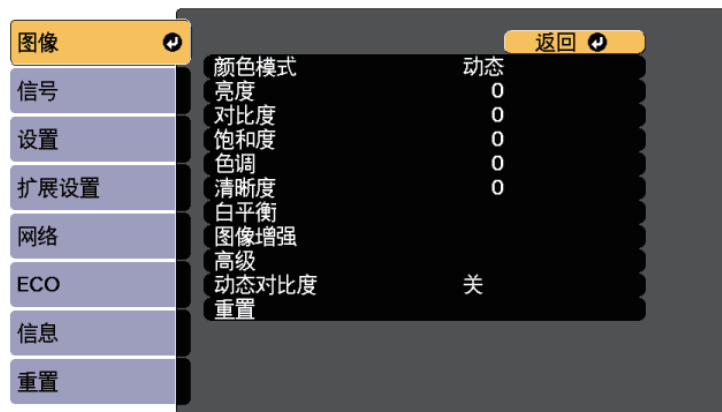 图像
信号
设置
扩展设置
网络
ECO
信息
重置
返回
颜色模式 动态
亮度 0
对比度 0
饱和度 0
色调 0
清晰度 0
白平衡
图像增强
高级
动态对比度 关
重置